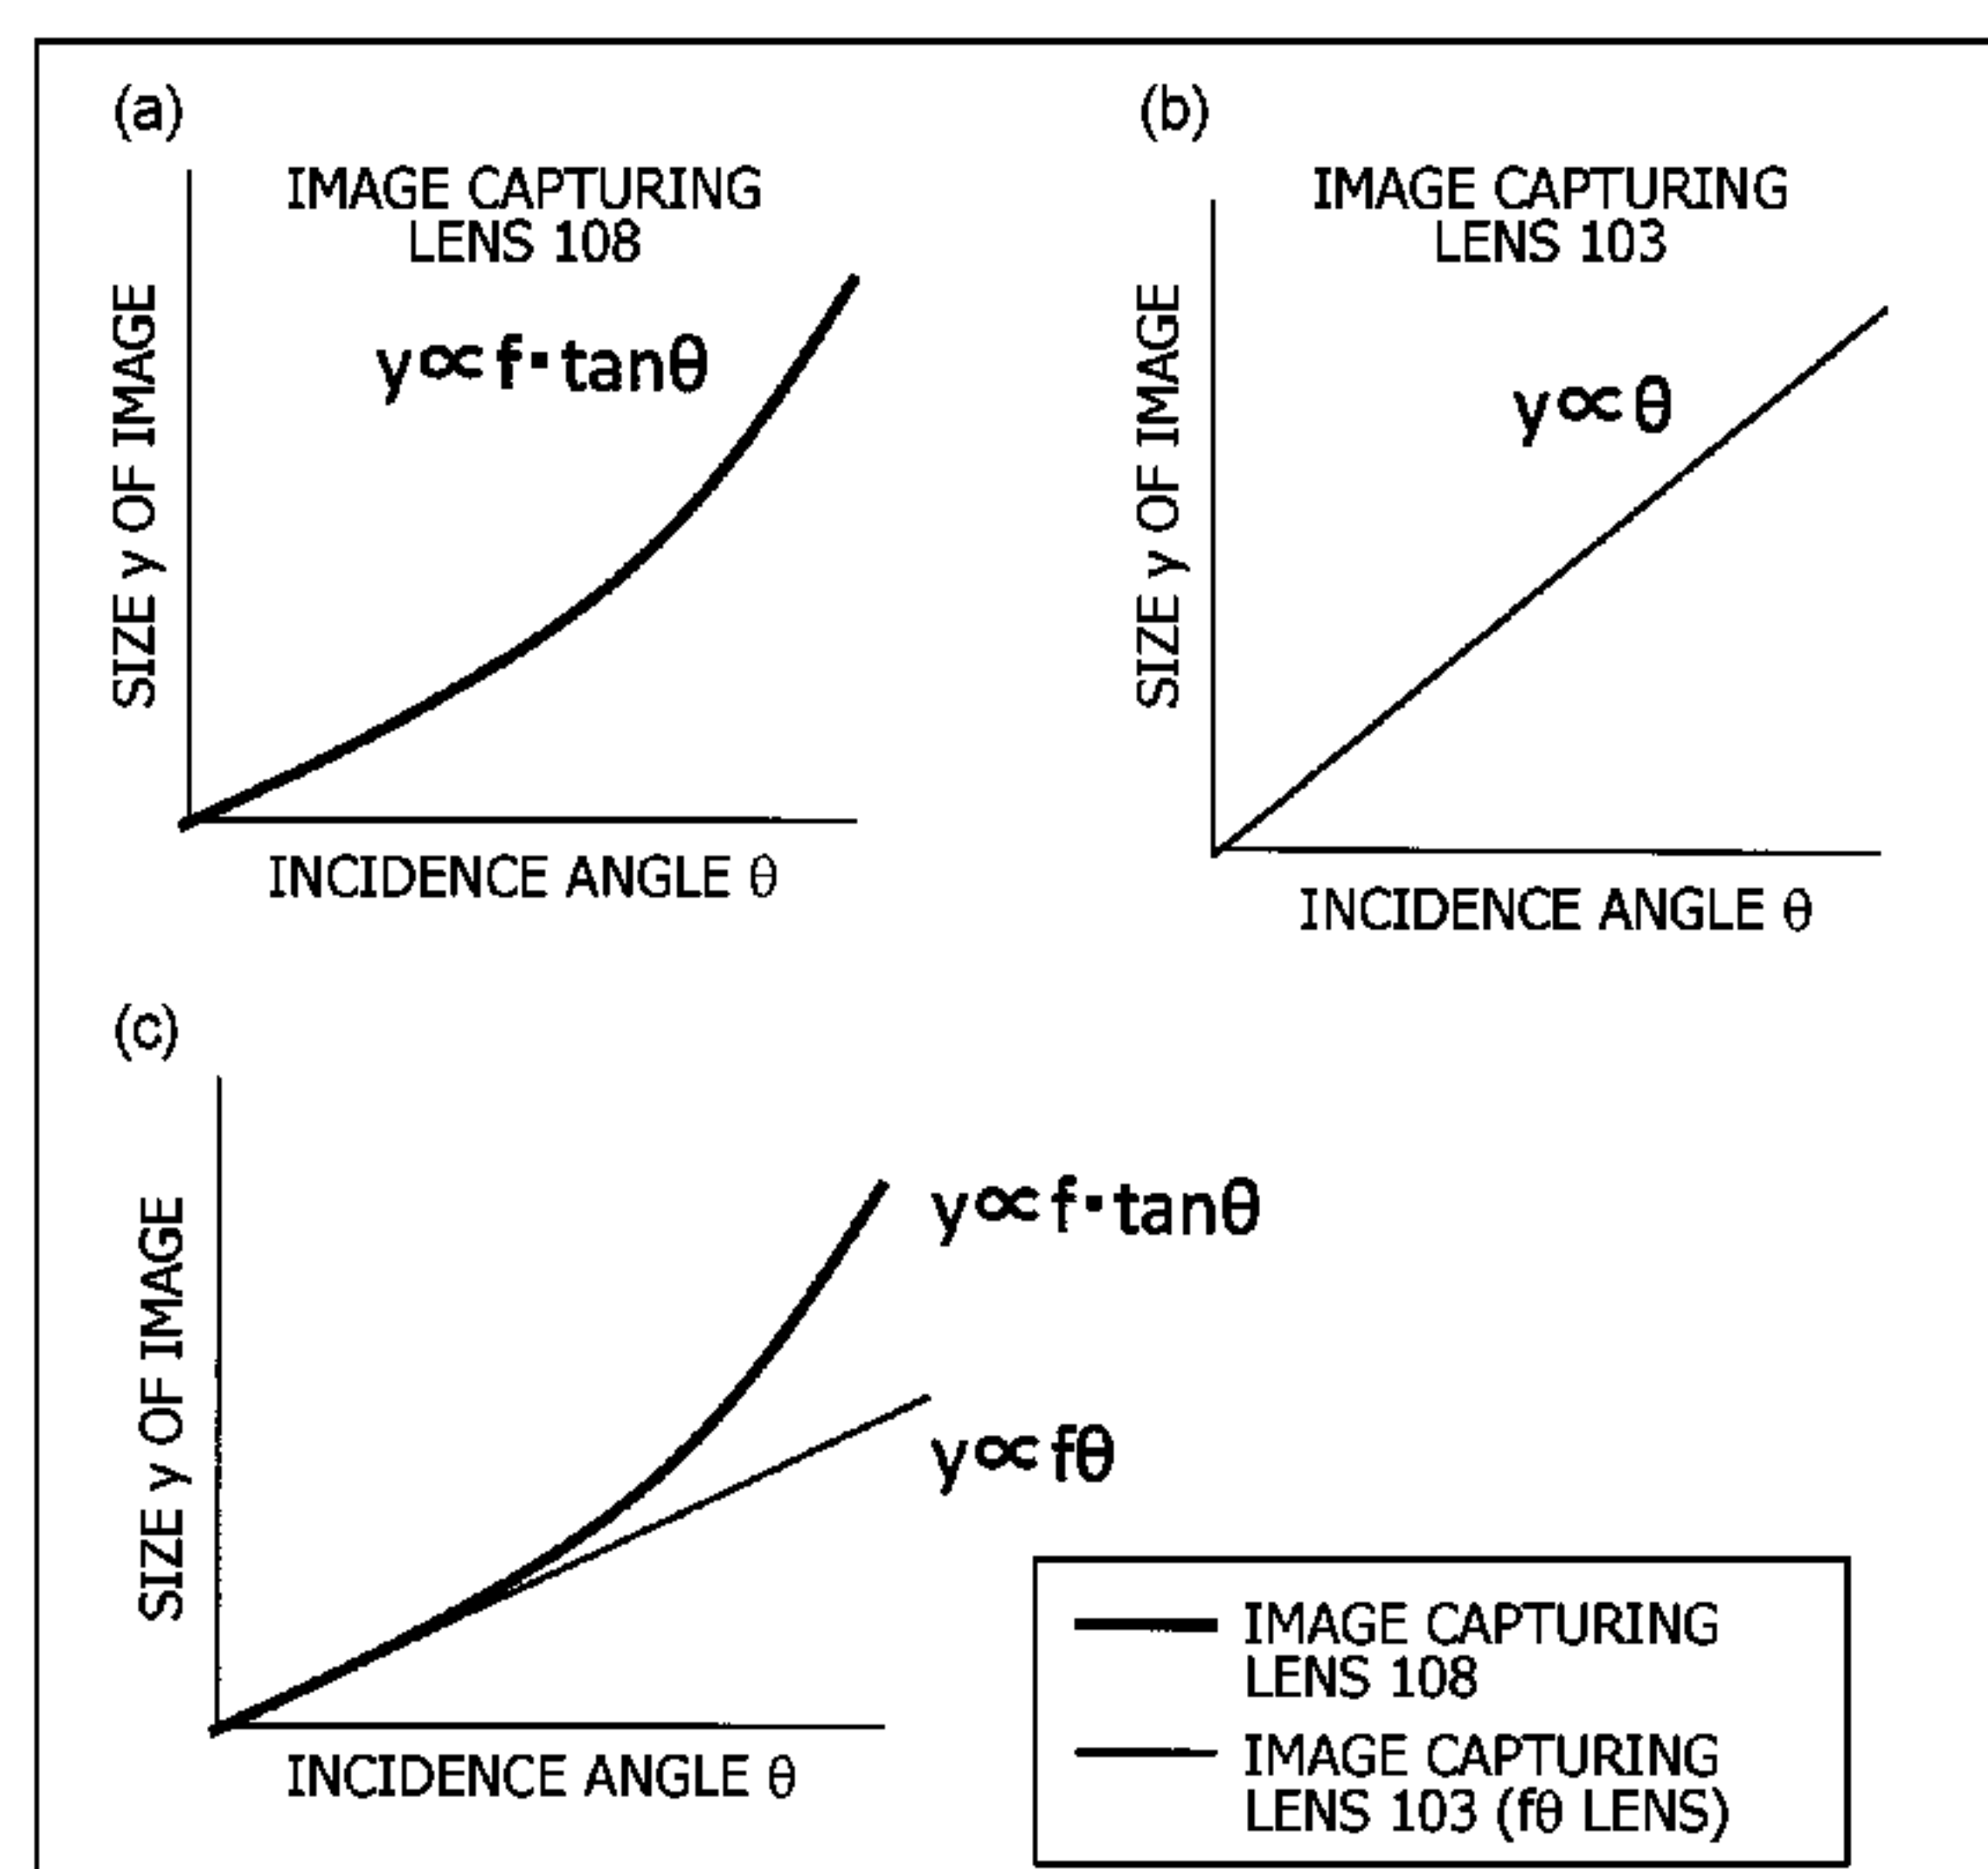 (a)
IMAGE CAPTURING
LENS 108
y∝f·tanθ
SIZE y OF IMAGE
INCIDENCE ANGLE θ
(b)
IMAGE CAPTURING
LENS 103
y∝θ
SIZE y OF IMAGE
INCIDENCE ANGLE θ
(c)
y∝f·tanθ
y∝fθ
SIZE y OF IMAGE
INCIDENCE ANGLE θ
IMAGE CAPTURING
LENS 108
IMAGE CAPTURING
LENS 103 (fθ LENS)